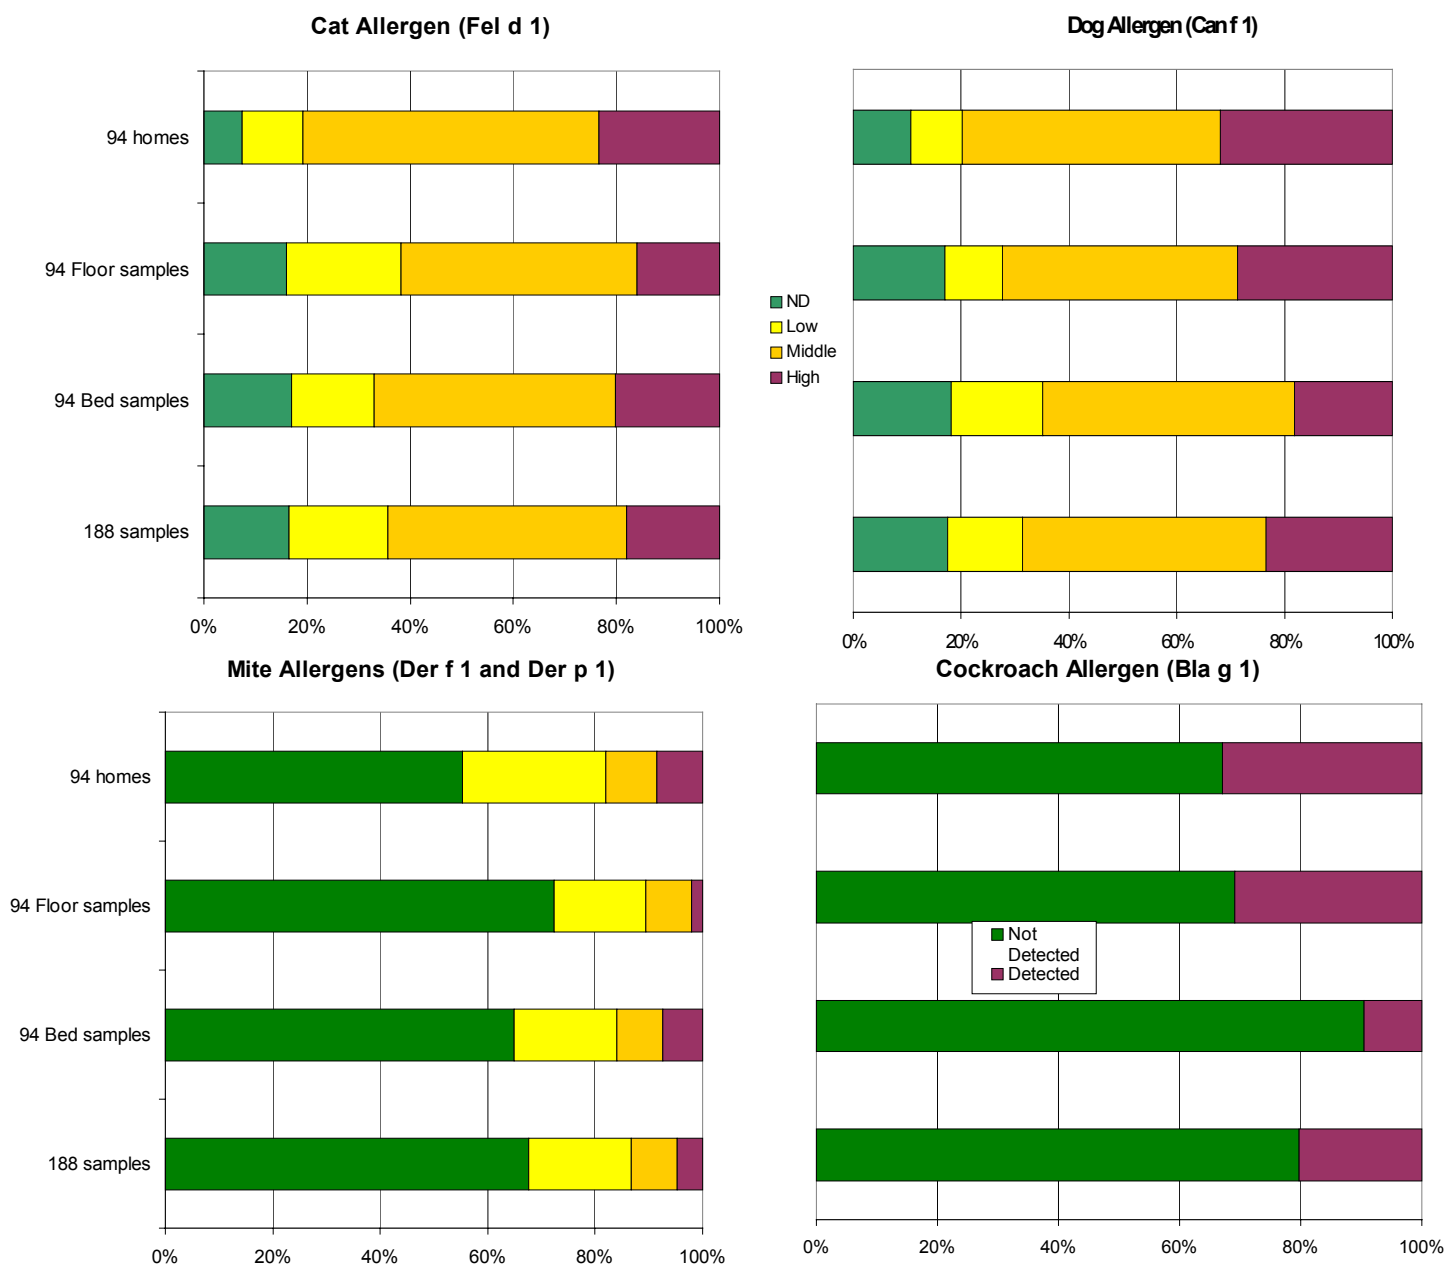 Cat Allergen (Fel d 1)
94 homes
94 Floor samples
94 Bed samples
188 samples
0% 20% 40% 60% 80% 100%
ND
Low
Middle
High
Dog Allergen (Can f 1)
0% 20% 40% 60% 80% 100%
Mite Allergens (Der f 1 and Der p 1)
94 homes
94 Floor samples
94 Bed samples
188 samples
0% 20% 40% 60% 80% 100%
Cockroach Allergen (Bla g 1)
Not
Detected
Detected
0% 20% 40% 60% 80% 100%